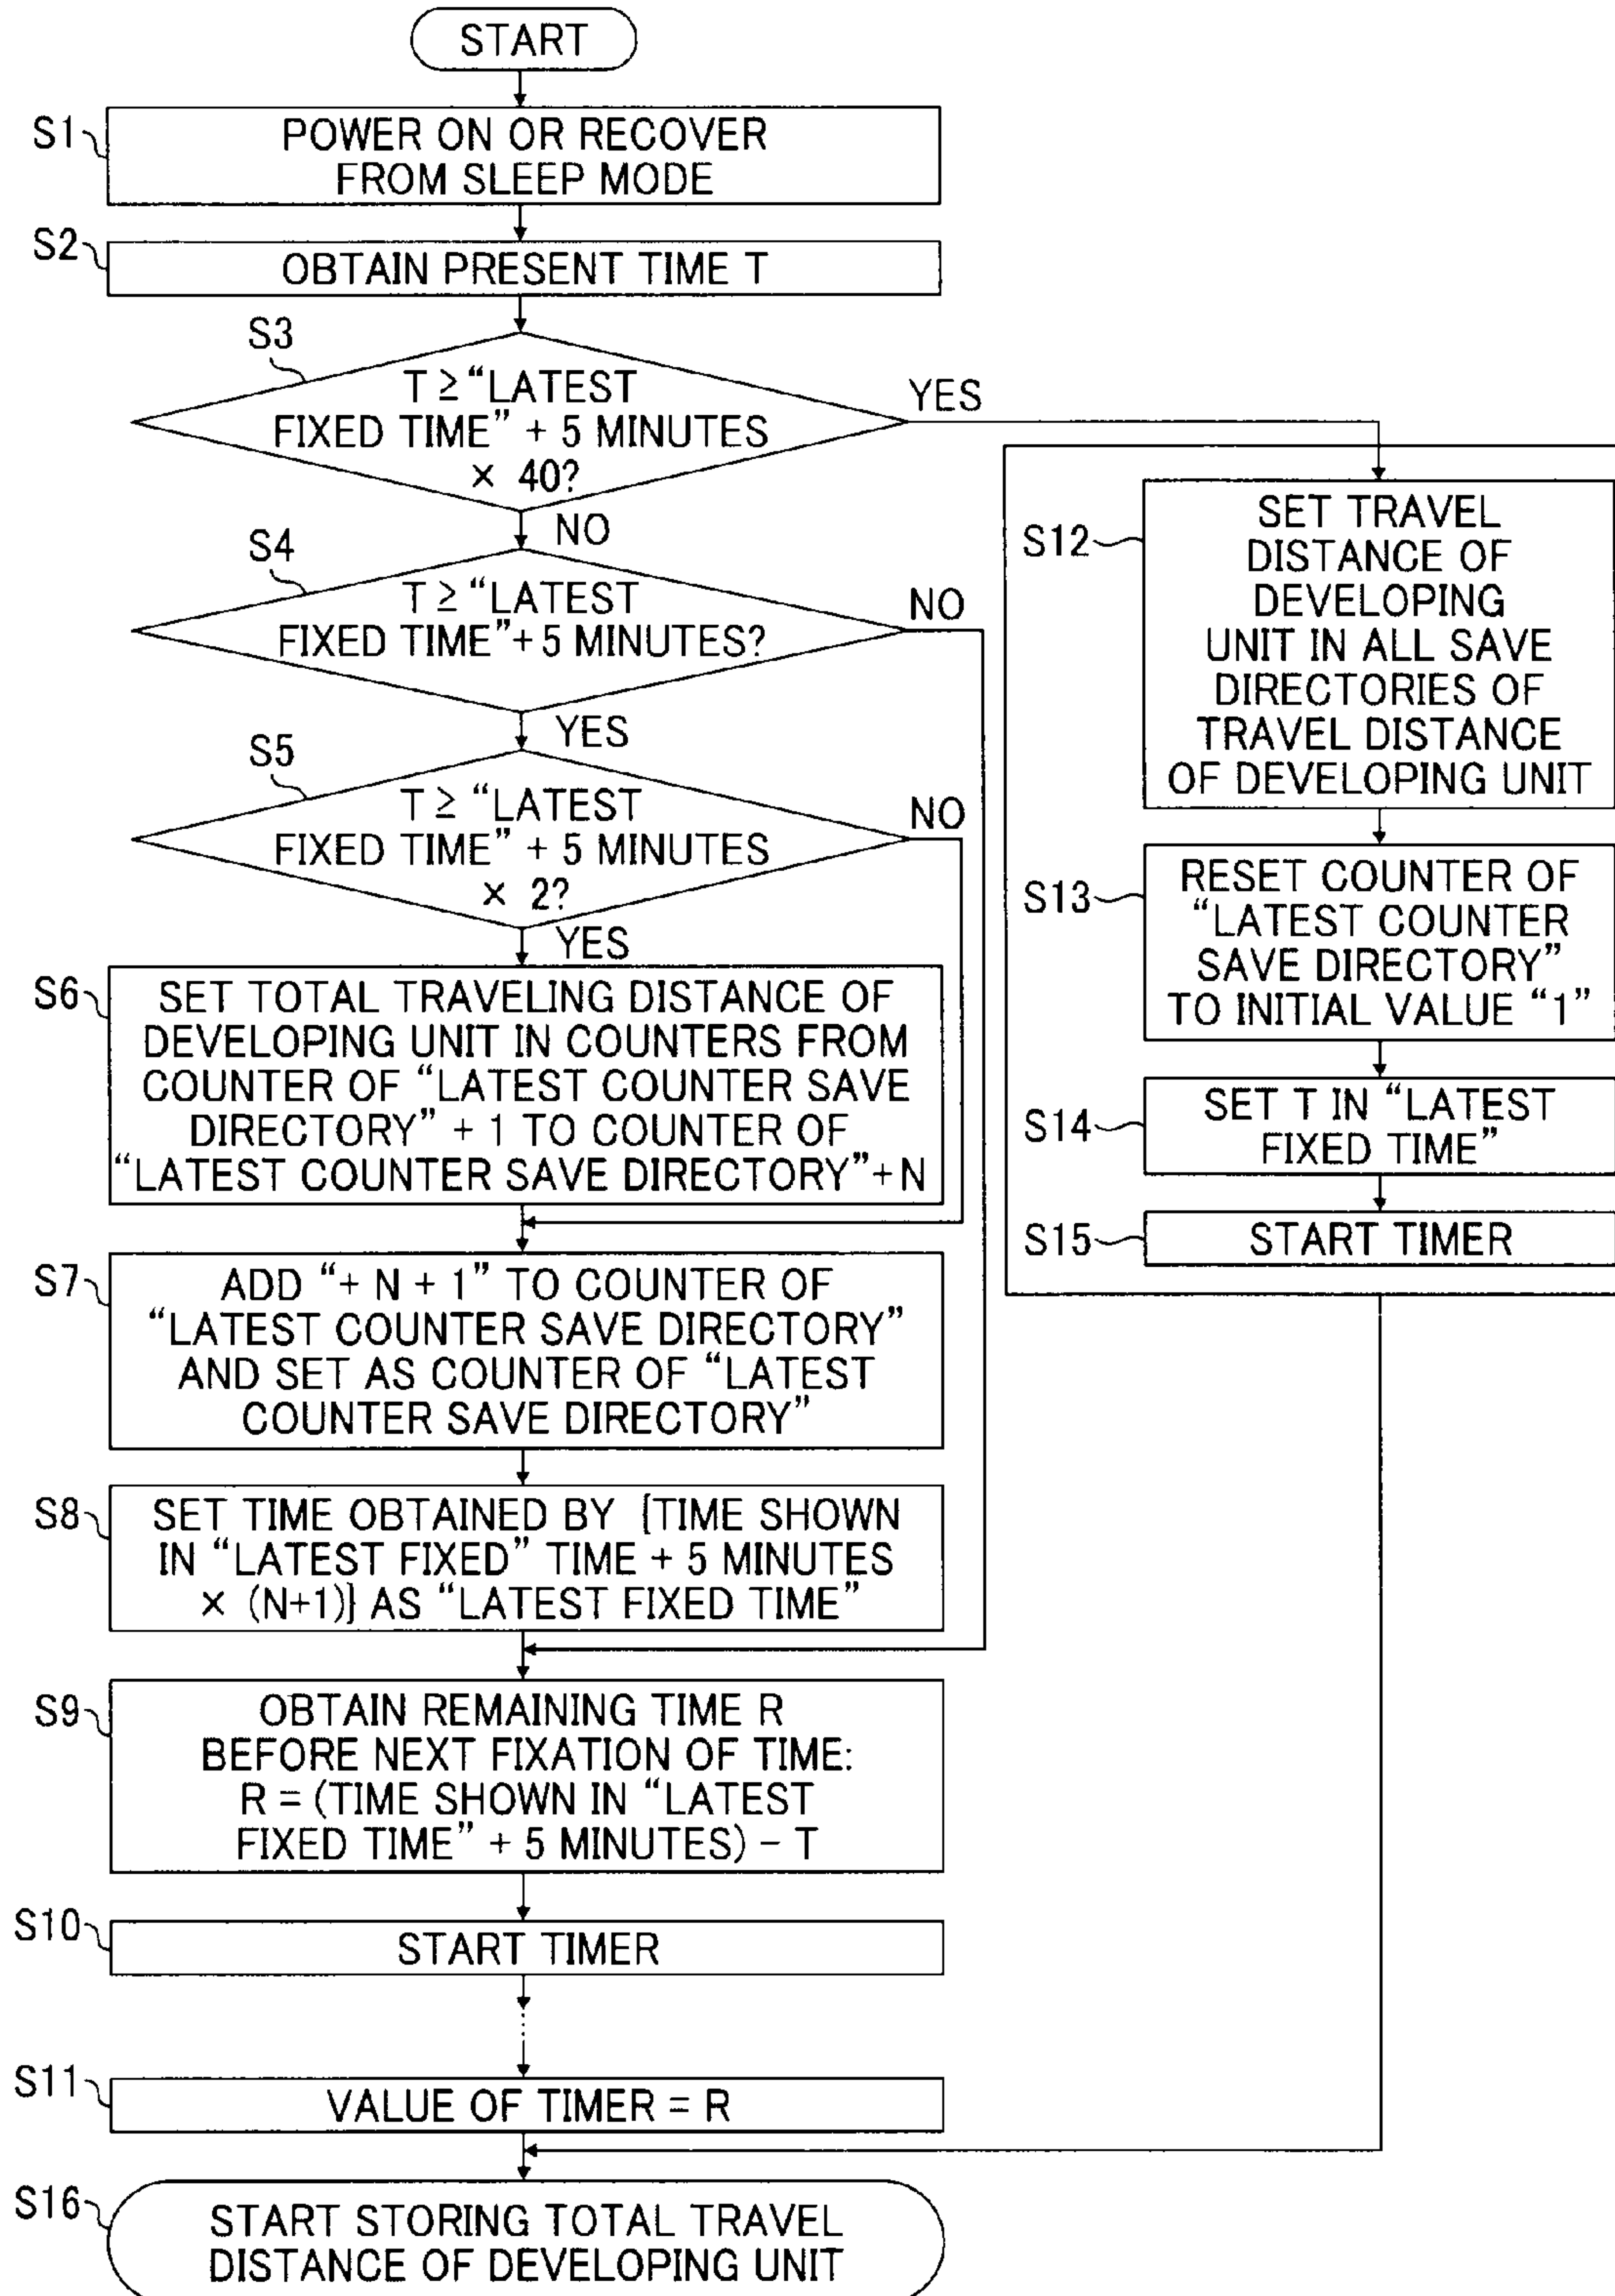 START
S1
POWER ON OR RECOVER
FROM SLEEP MODE
S2
OBTAIN PRESENT TIME T
S3
T ≥ “LATEST
FIXED TIME” + 5 MINUTES
× 40?
YES
NO
S4
T ≥ “LATEST
FIXED TIME”+ 5 MINUTES?
NO
YES
S5
T ≥ “LATEST
FIXED TIME” + 5 MINUTES
× 2?
NO
YES
S6
SET TOTAL TRAVELING DISTANCE OF
DEVELOPING UNIT IN COUNTERS FROM
COUNTER OF “LATEST COUNTER SAVE
DIRECTORY” + 1 TO COUNTER OF
“LATEST COUNTER SAVE DIRECTORY”+ N
S7
ADD “+ N + 1” TO COUNTER OF
“LATEST COUNTER SAVE DIRECTORY”
AND SET AS COUNTER OF “LATEST
COUNTER SAVE DIRECTORY”
S8
SET TIME OBTAINED BY {TIME SHOWN
IN “LATEST FIXED” TIME + 5 MINUTES
× (N+1)} AS “LATEST FIXED TIME”
S9
OBTAIN REMAINING TIME R
BEFORE NEXT FIXATION OF TIME:
R = (TIME SHOWN IN “LATEST
FIXED TIME” + 5 MINUTES) − T
S10
START TIMER
S11
VALUE OF TIMER = R
S12
SET TRAVEL
DISTANCE OF
DEVELOPING
UNIT IN ALL SAVE
DIRECTORIES OF
TRAVEL DISTANCE
OF DEVELOPING UNIT
S13
RESET COUNTER OF
“LATEST COUNTER
SAVE DIRECTORY”
TO INITIAL VALUE “1”
S14
SET T IN “LATEST
FIXED TIME”
S15
START TIMER
S16
START STORING TOTAL TRAVEL
DISTANCE OF DEVELOPING UNIT